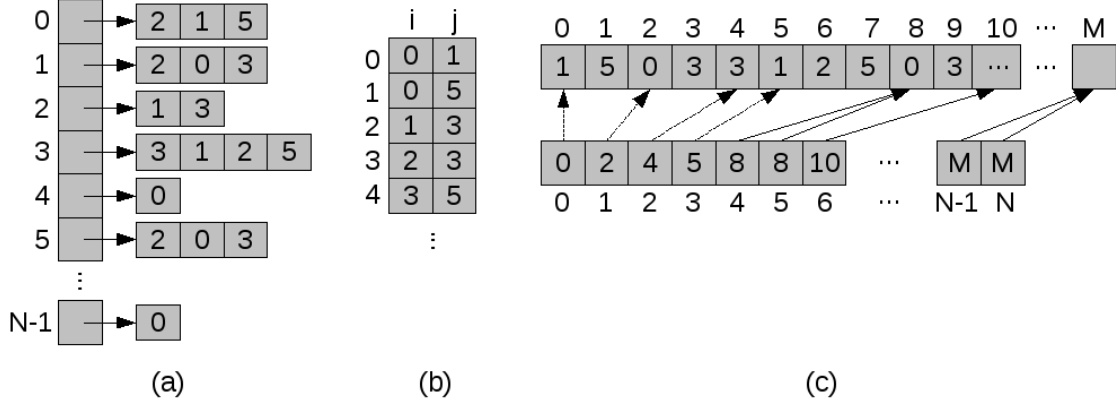 0 2 1 5
1 2 0 3
2 1 3
3 3 1 2 5
4 0
5 2 0 3
⋮
N-1 0
(a)
i j
0 0 1
1 0 5
2 1 3
3 2 3
4 3 5
⋮
(b)
0 1 2 3 4 5 6 7 8 9 10 ⋯ M
1 5 0 3 3 1 2 5 0 3 ⋯ ⋯
0 2 4 5 8 8 10 ⋯ M M
0 1 2 3 4 5 6 ⋯ N-1 N
(c)